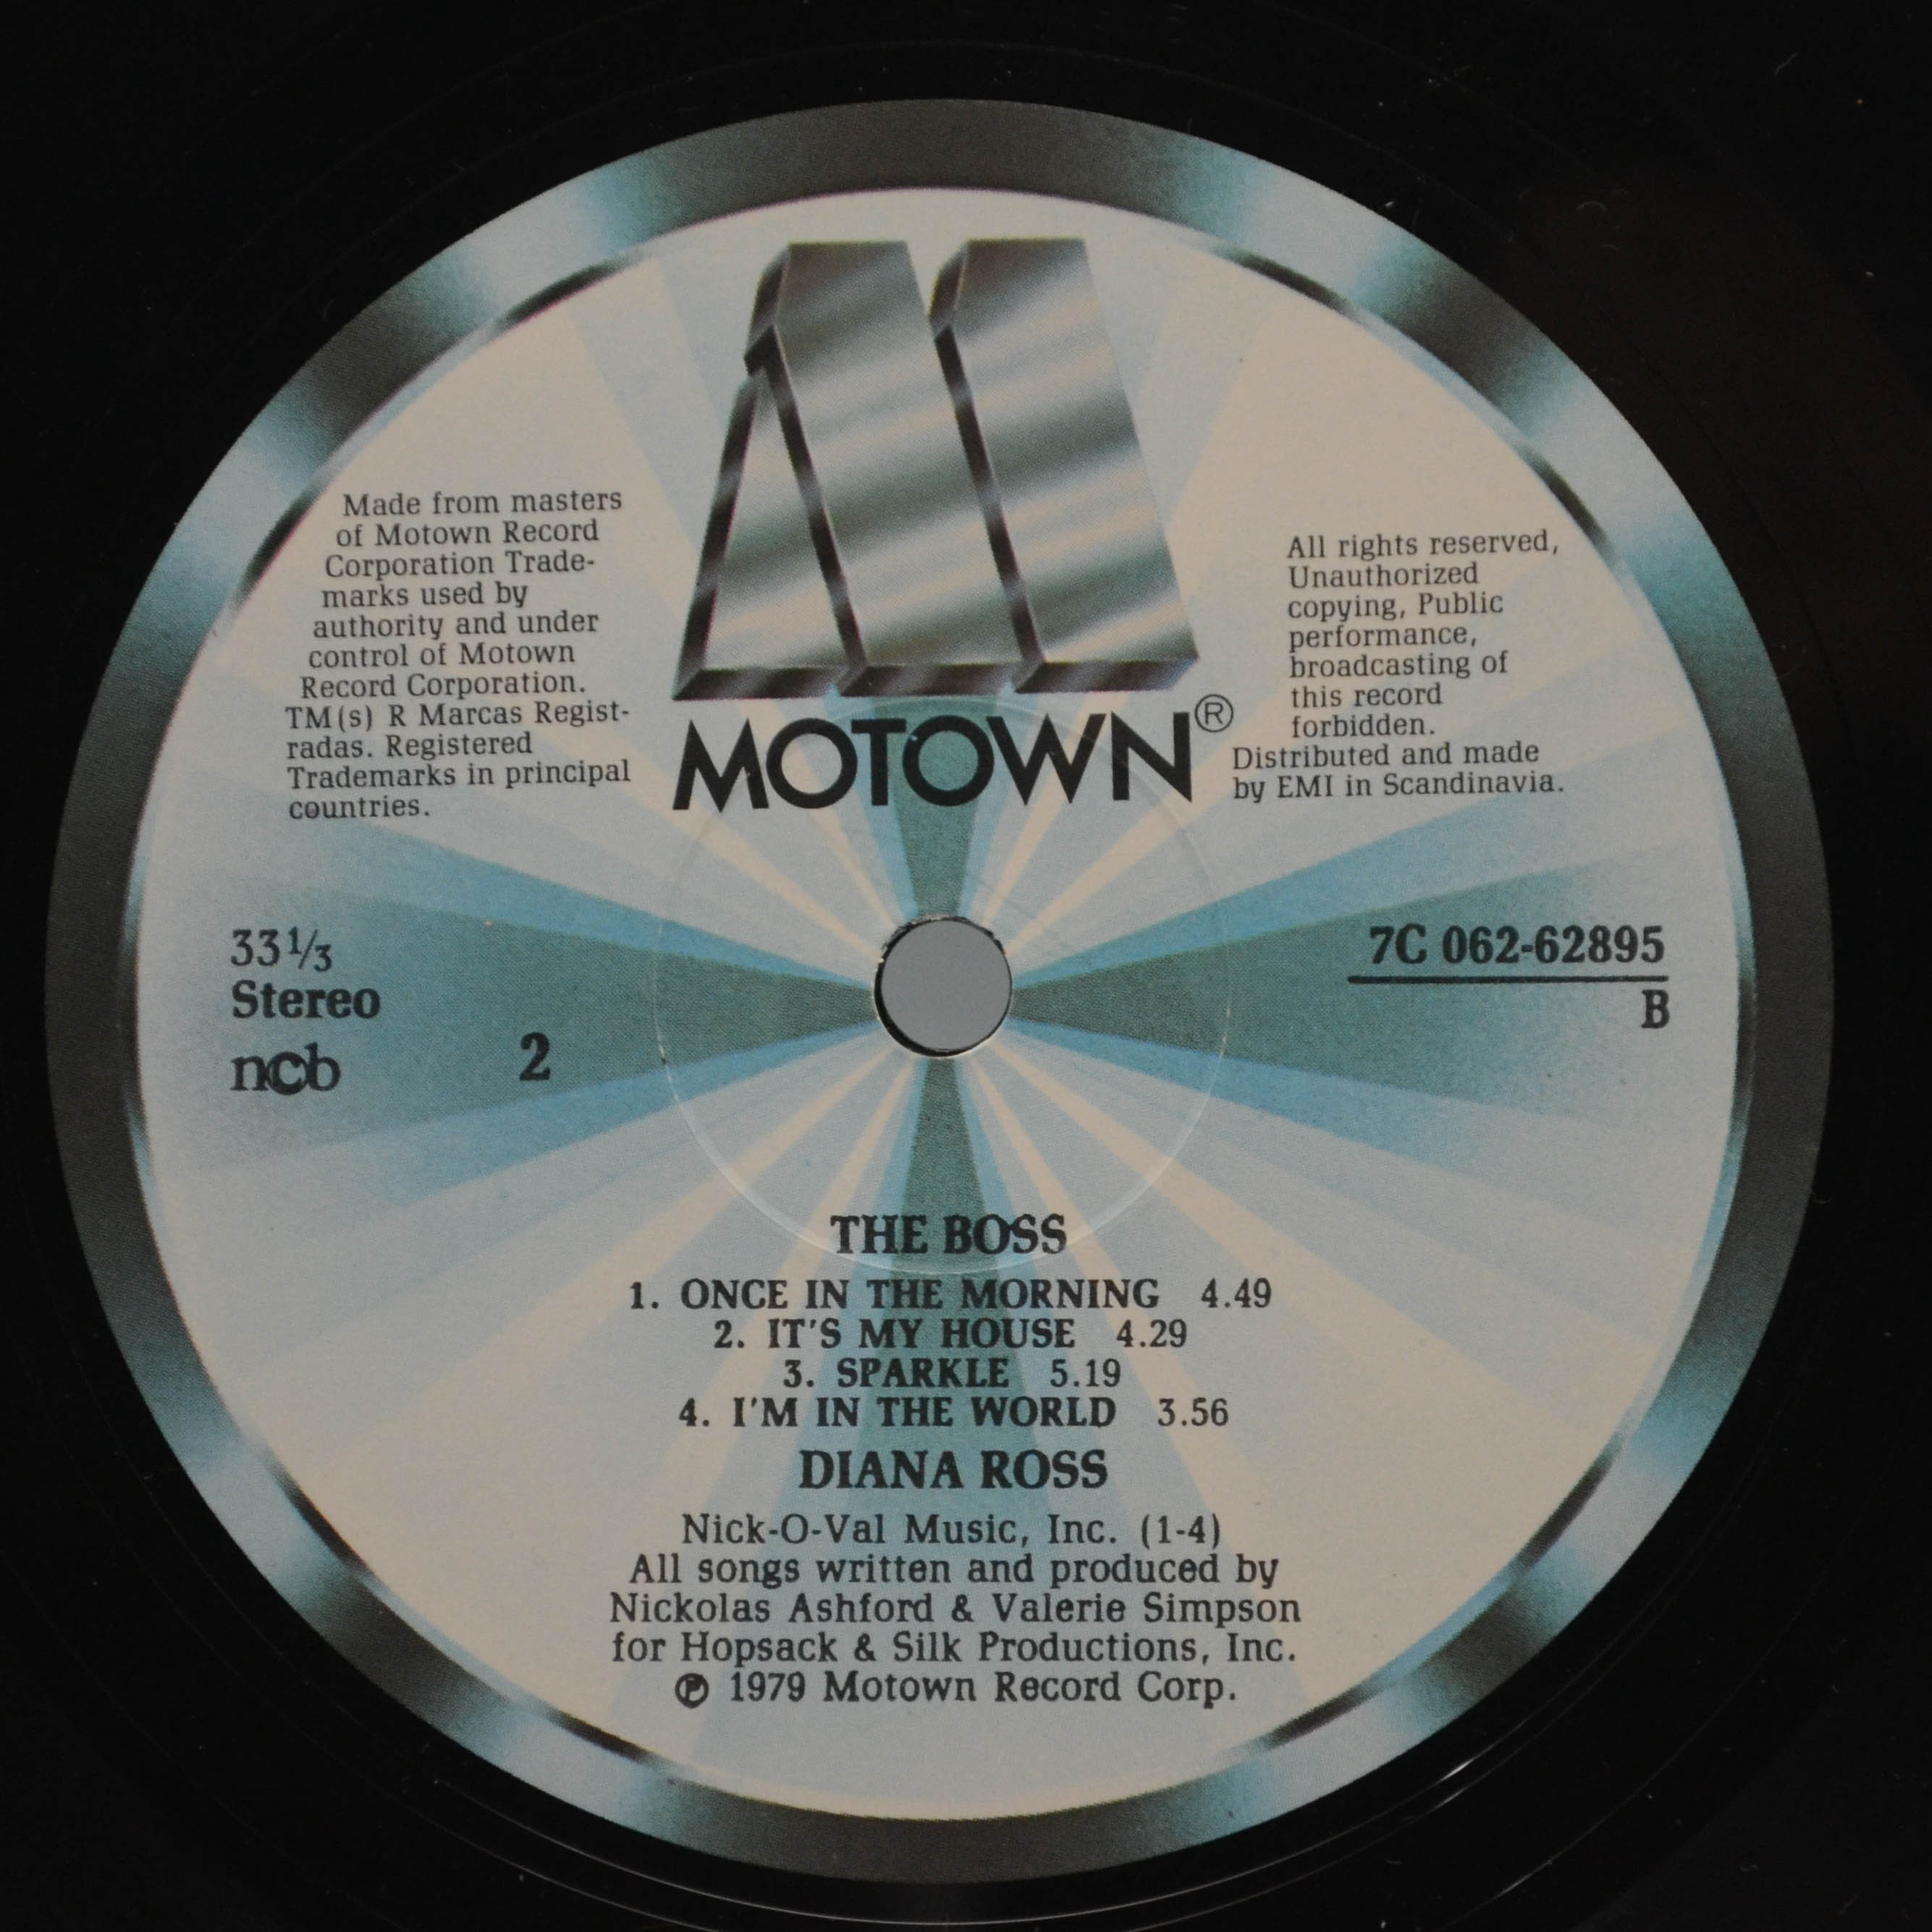 Made from masters
of Motown Record
Corporation Trade-
marks used by
authority and under
control of Motown
Record Corporation.
TM(s) R Marcas Regist-
radas. Registered
Trademarks in principal
countries.
MOTOWN®
All rights reserved,
Unauthorized
copying, Public
performance,
broadcasting of
this record
forbidden.
Distributed and made
by EMI in Scandinavia.
33⅓
Stereo
ncb
2
7C 062-62895
B
THE BOSS
1. ONCE IN THE MORNING 4.49
2. IT'S MY HOUSE 4.29
3. SPARKLE 5.19
4. I'M IN THE WORLD 3.56
DIANA ROSS
Nick-O-Val Music, Inc. (1-4)
All songs written and produced by
Nickolas Ashford & Valerie Simpson
for Hopsack & Silk Productions, Inc.
℗ 1979 Motown Record Corp.